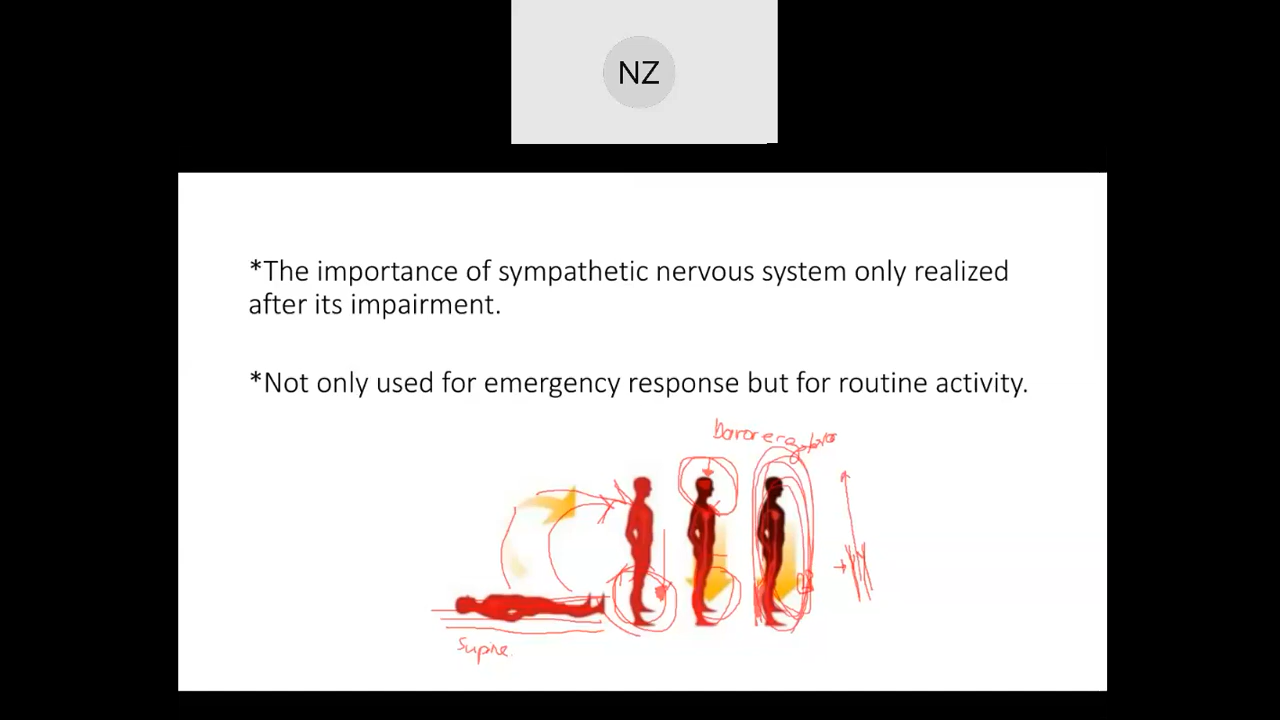 NZ
*The importance of sympathetic nervous system only realized
after its impairment.
*Not only used for emergency response but for routine activity.
Supine.